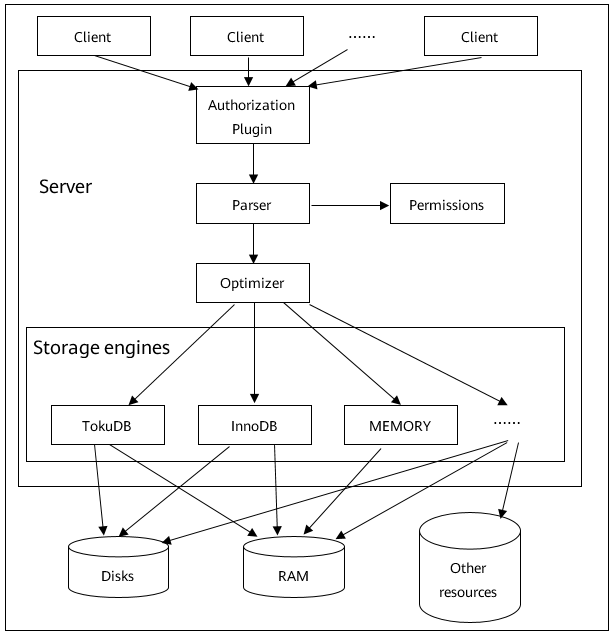 Client
Client
······
Client
Authorization
Plugin
Server
Parser
Permissions
Optimizer
Storage engines
TokuDB
InnoDB
MEMORY
······
Disks
RAM
Other
resources